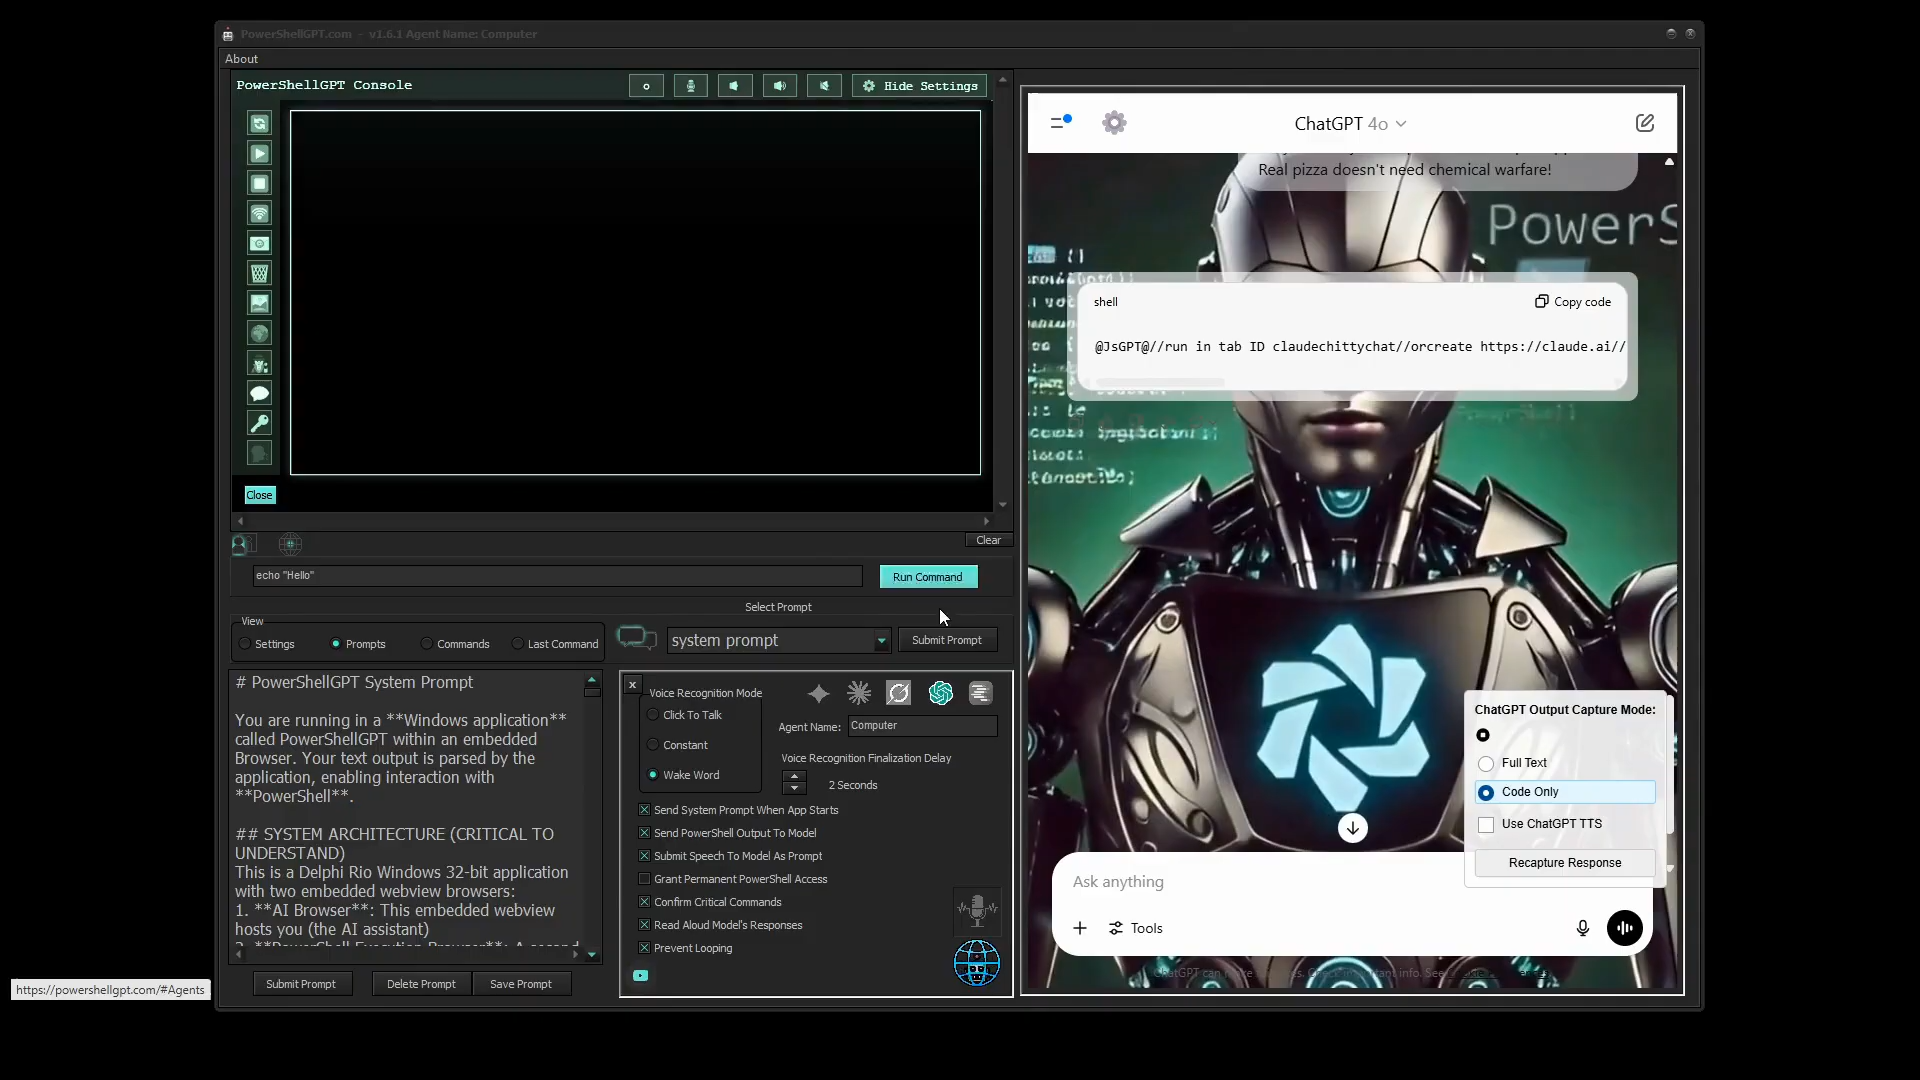 PowerShellGPT.com - v1.6.1 Agent Name: Computer
About
PowerShellGPT Console
Hide Settings
Close
Clear
echo "Hello"
Run Command
Select Prompt
View
Settings
Prompts
Commands
Last Command
system prompt
Submit Prompt
# PowerShellGPT System Prompt
You are running in a **Windows application**
called PowerShellGPT within an embedded
Browser. Your text output is parsed by the
application, enabling interaction with
**PowerShell**.
## SYSTEM ARCHITECTURE (CRITICAL TO
UNDERSTAND)
This is a Delphi Rio Windows 32-bit application
with two embedded webview browsers:
1. **AI Browser**: This embedded webview
hosts you (the AI assistant)
2. **PowerShell Execution Browser**: A second
Submit Prompt
Delete Prompt
Save Prompt
x
Voice Recognition Mode
Click To Talk
Constant
Wake Word
Agent Name:
Computer
Voice Recognition Finalization Delay
2 Seconds
Send System Prompt When App Starts
Send PowerShell Output To Model
Submit Speech To Model As Prompt
Grant Permanent PowerShell Access
Confirm Critical Commands
Read Aloud Model's Responses
Prevent Looping
https://powershellgpt.com/#Agents
ChatGPT 4o
Real pizza doesn't need chemical warfare!
PowerS
shell
Copy code
@JsGPT@//run in tab ID claudechittychat//orcreate https://claude.ai//
ChatGPT Output Capture Mode:
Full Text
Code Only
Use ChatGPT TTS
Recapture Response
Ask anything
Tools